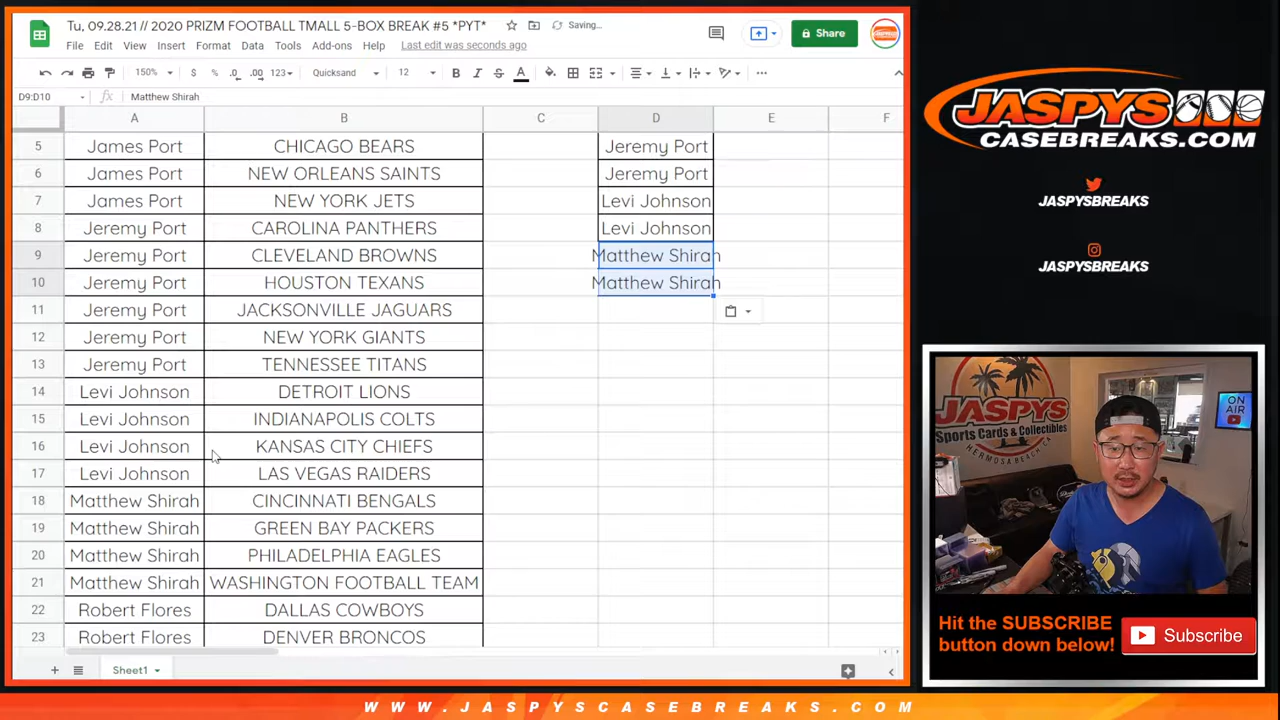 Tu, 09.28.21 // 2020 PRIZM FOOTBALL TMALL 5-BOX BREAK #5 *PYT*
Saving...
File Edit View Insert Format Data Tools Add-ons Help Last edit was seconds ago
Share
150% $ % .0 .00 123 Quicksand 12 B I S A
D9:D10 fx Matthew Shirah
A B C D E F
5 James Port CHICAGO BEARS Jeremy Port
6 James Port NEW ORLEANS SAINTS Jeremy Port
7 James Port NEW YORK JETS Levi Johnson
8 Jeremy Port CAROLINA PANTHERS Levi Johnson
9 Jeremy Port CLEVELAND BROWNS Matthew Shirah
10 Jeremy Port HOUSTON TEXANS Matthew Shirah
11 Jeremy Port JACKSONVILLE JAGUARS
12 Jeremy Port NEW YORK GIANTS
13 Jeremy Port TENNESSEE TITANS
14 Levi Johnson DETROIT LIONS
15 Levi Johnson INDIANAPOLIS COLTS
16 Levi Johnson KANSAS CITY CHIEFS
17 Levi Johnson LAS VEGAS RAIDERS
18 Matthew Shirah CINCINNATI BENGALS
19 Matthew Shirah GREEN BAY PACKERS
20 Matthew Shirah PHILADELPHIA EAGLES
21 Matthew Shirah WASHINGTON FOOTBALL TEAM
22 Robert Flores DALLAS COWBOYS
23 Robert Flores DENVER BRONCOS
Sheet1
JASPYS
CASEBREAKS.COM
JASPYSBREAKS
JASPYSBREAKS
JASPYS
Sports Cards & Collectibles
HERMOSA BEACH, CA
ON
AIR
Hit the SUBSCRIBE
button down below!
Subscribe
WWW.JASPYSCASEBREAKS.COM